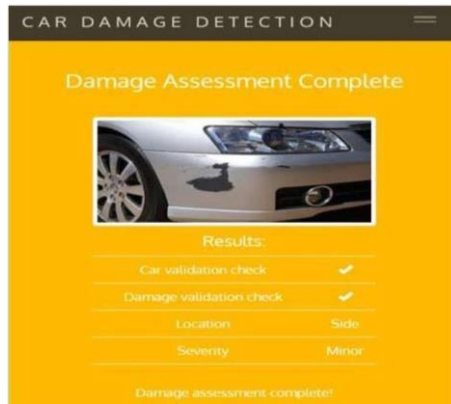 CAR DAMAGE DETECTION
Damage Assessment Complete
Results:
Car validation check ✔
Damage validation check ✔
Location Side
Severity Minor
Damage assessment complete!